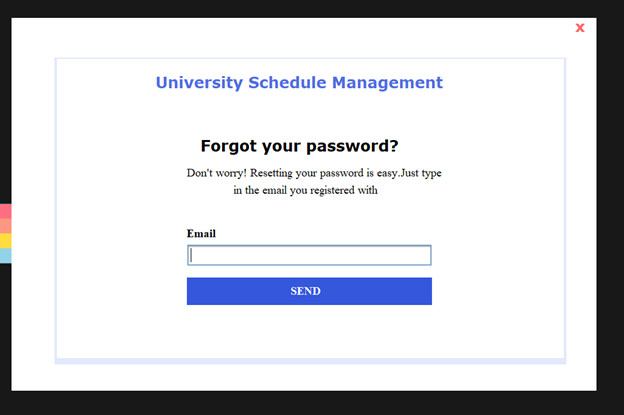 x
University Schedule Management
Forgot your password?
Don't worry! Resetting your password is easy.Just type
in the email you registered with
Email
SEND